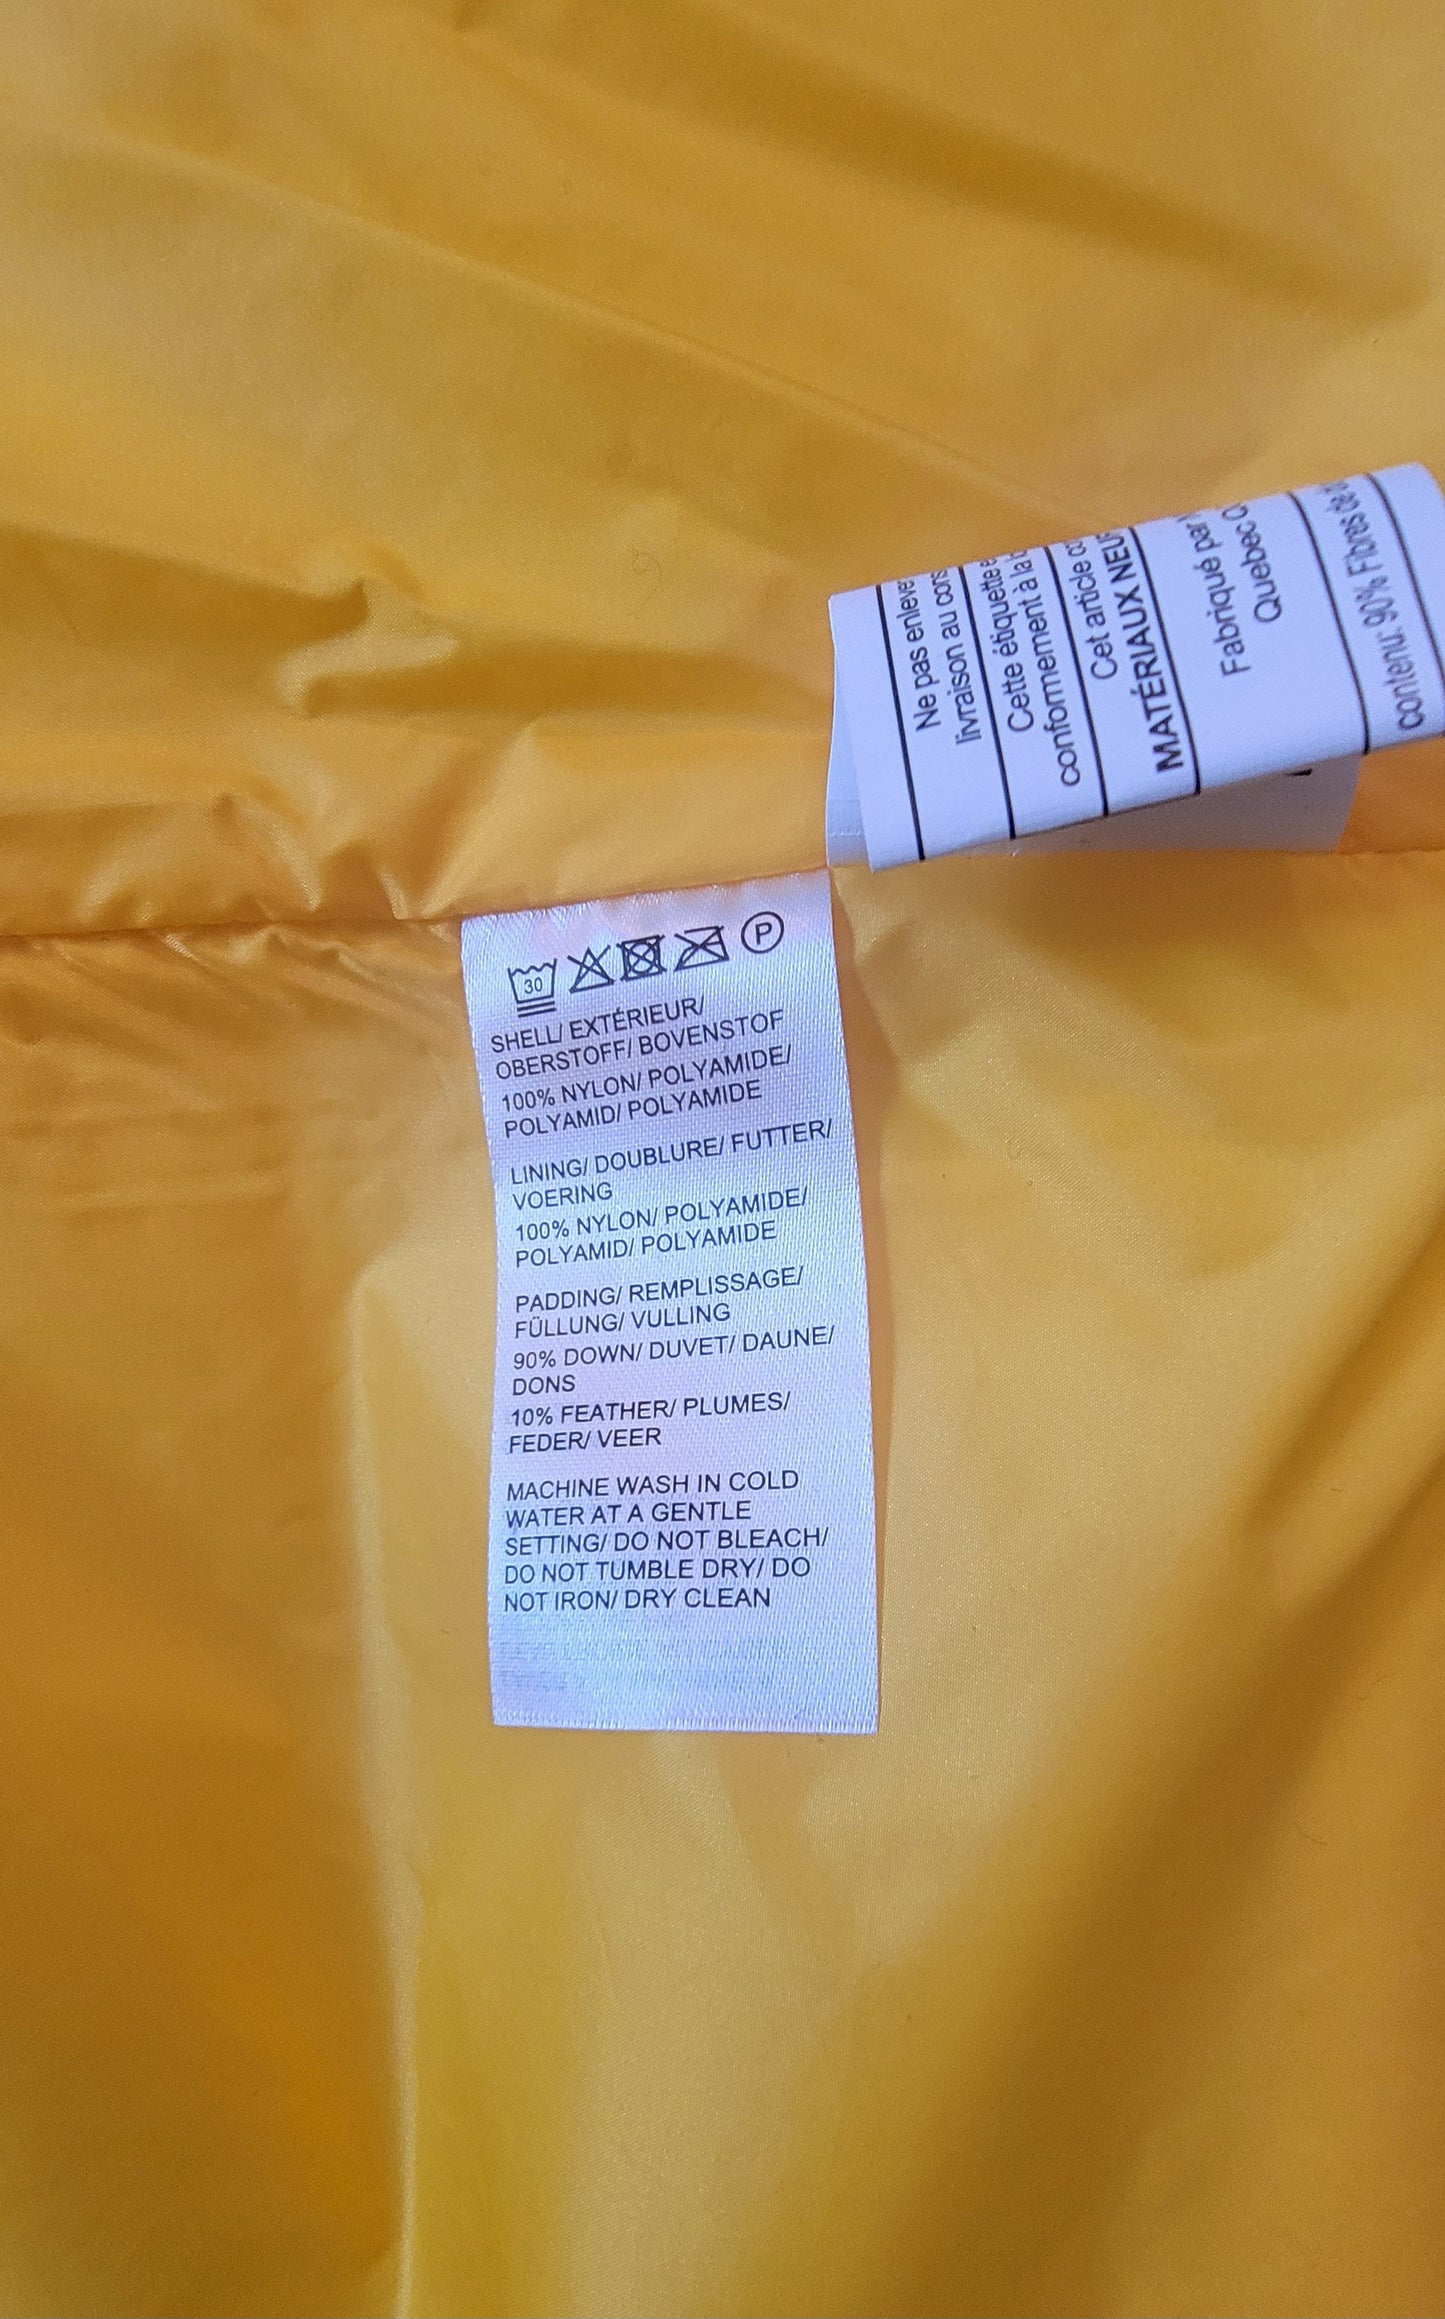 30 P
SHELL/ EXTÉRIEUR/
OBERSTOFF/ BOVENSTOF
100% NYLON/ POLYAMIDE/
POLYAMID/ POLYAMIDE
LINING/ DOUBLURE/ FUTTER/
VOERING
100% NYLON/ POLYAMIDE/
POLYAMID/ POLYAMIDE
PADDING/ REMPLISSAGE/
FÜLLUNG/ VULLING
90% DOWN/ DUVET/ DAUNE/
DONS
10% FEATHER/ PLUMES/
FEDER/ VEER
MACHINE WASH IN COLD
WATER AT A GENTLE
SETTING/ DO NOT BLEACH/
DO NOT TUMBLE DRY/ DO
NOT IRON/ DRY CLEAN
Ne pas enlever
livraison au cons
Cette étiquette e
conformement à la
Cet article co
MATÉRIAUX NEUF
Fabriqué par
Quebec
contenu: 90% Fibres de